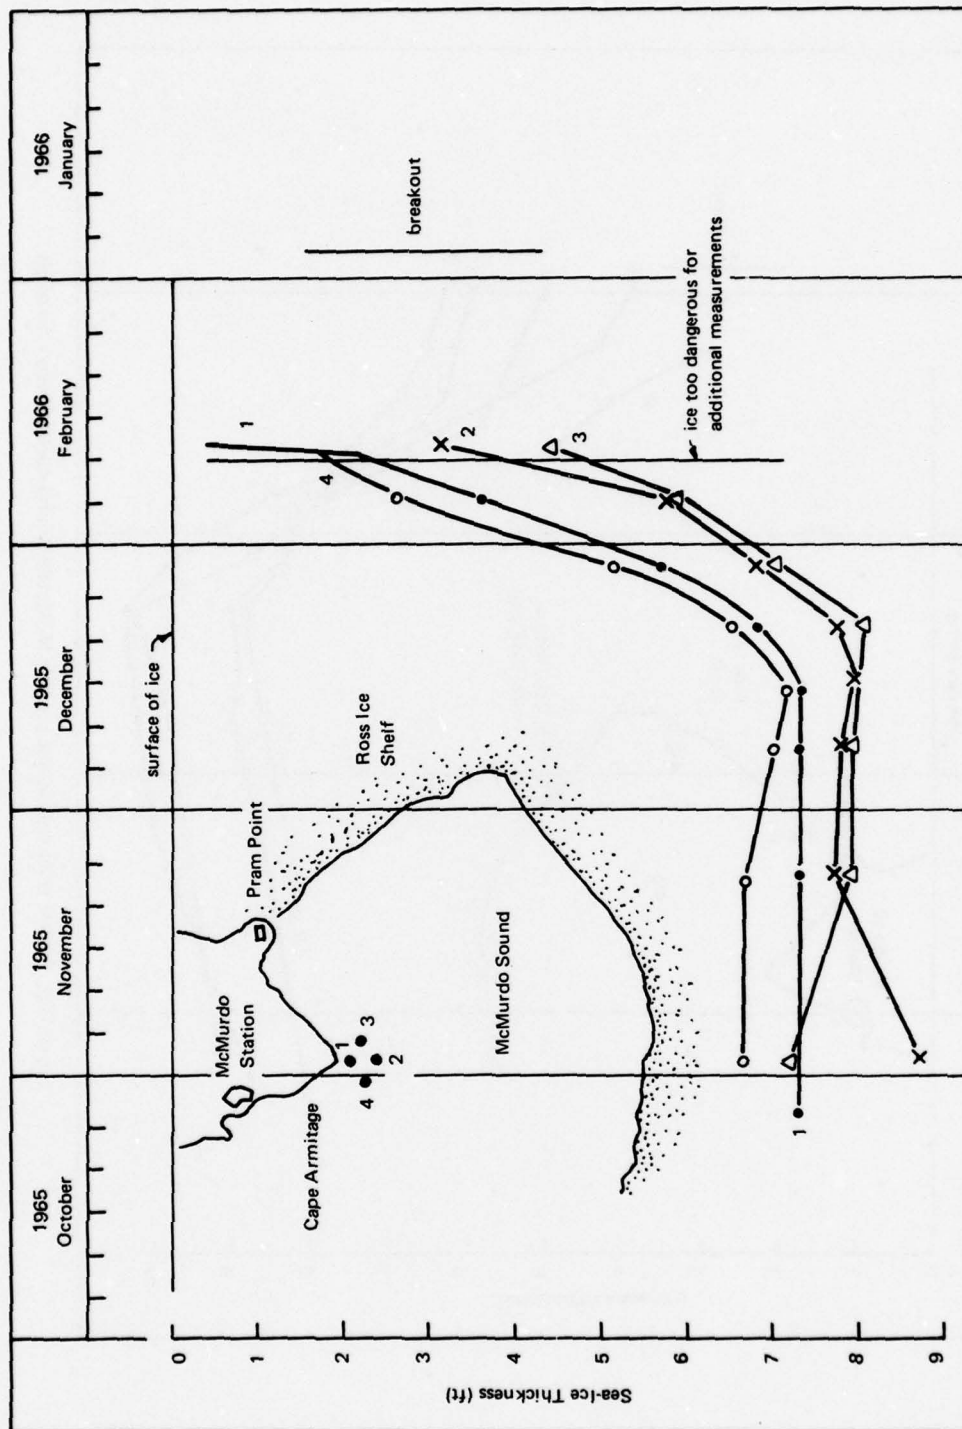 1965
October
1965
November
1965
December
1966
February
1966
January
surface of ice
McMurdo
Station
Pram Point
Ross Ice
Shelf
Cape Armitage
1
3
2
4
McMurdo Sound
breakout
1
4
2
3
ice too dangerous for
additional measurements
1
Sea-Ice Thickness (ft)
0
1
2
3
4
5
6
7
8
9